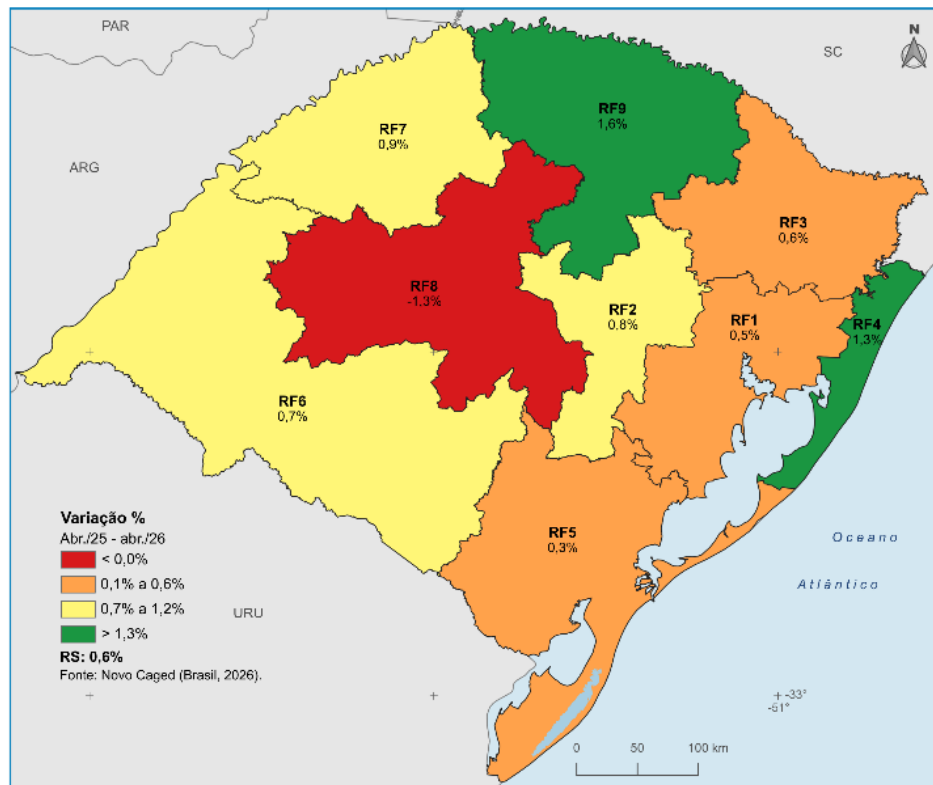 PAR
SC
N
ARG
RF7
0,9%
RF9
1,6%
RF3
0,6%
RF8
-1,3%
RF2
0,8%
RF1
0,5%
RF4
1,3%
RF6
0,7%
RF5
0,3%
Oceano
Atlântico
URU
Variação %
Abr./25 - abr./26
< 0,0%
0,1% a 0,6%
0,7% a 1,2%
> 1,3%
RS: 0,6%
Fonte: Novo Caged (Brasil, 2026).
-33°
-51°
0 50 100 km